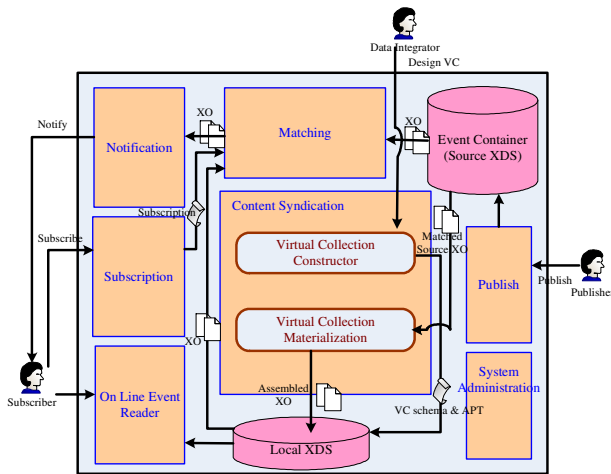 Data Integrator
Design VC
Notify
Notification
XO
Matching
XO
Event Container
(Source XDS)
Subscription
Content Syndication
Subscribe
Subscription
Virtual Collection
Constructor
Matched
Source XO
Publish
Publish
Publisher
Virtual Collection
Materialization
XO
System
Administration
Subscriber
On Line Event
Reader
Assembled
XO
VC schema & APT
Local XDS